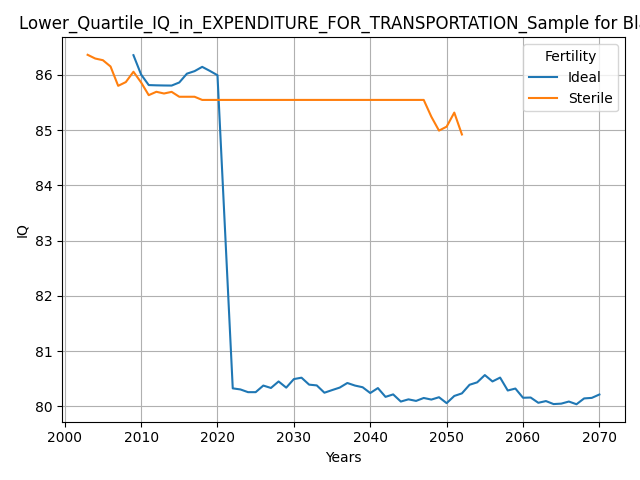 Lower_Quartile_IQ_in_EXPENDITURE_FOR_TRANSPORTATION_Sample for Bla
Fertility
Ideal
Sterile
IQ
86
85
84
83
82
81
80
2000 2010 2020 2030 2040 2050 2060 2070
Years